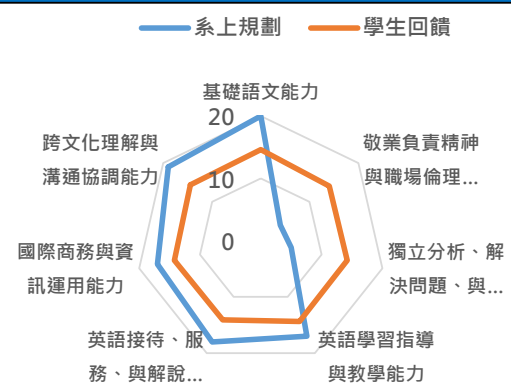 系上規劃 學生回饋
基礎語文能力
敬業負責精神
與職場倫理...
獨立分析、解
決問題、與...
英語學習指導
與教學能力
英語接待、服
務、與解說...
國際商務與資
訊運用能力
跨文化理解與
溝通協調能力
20
10
0